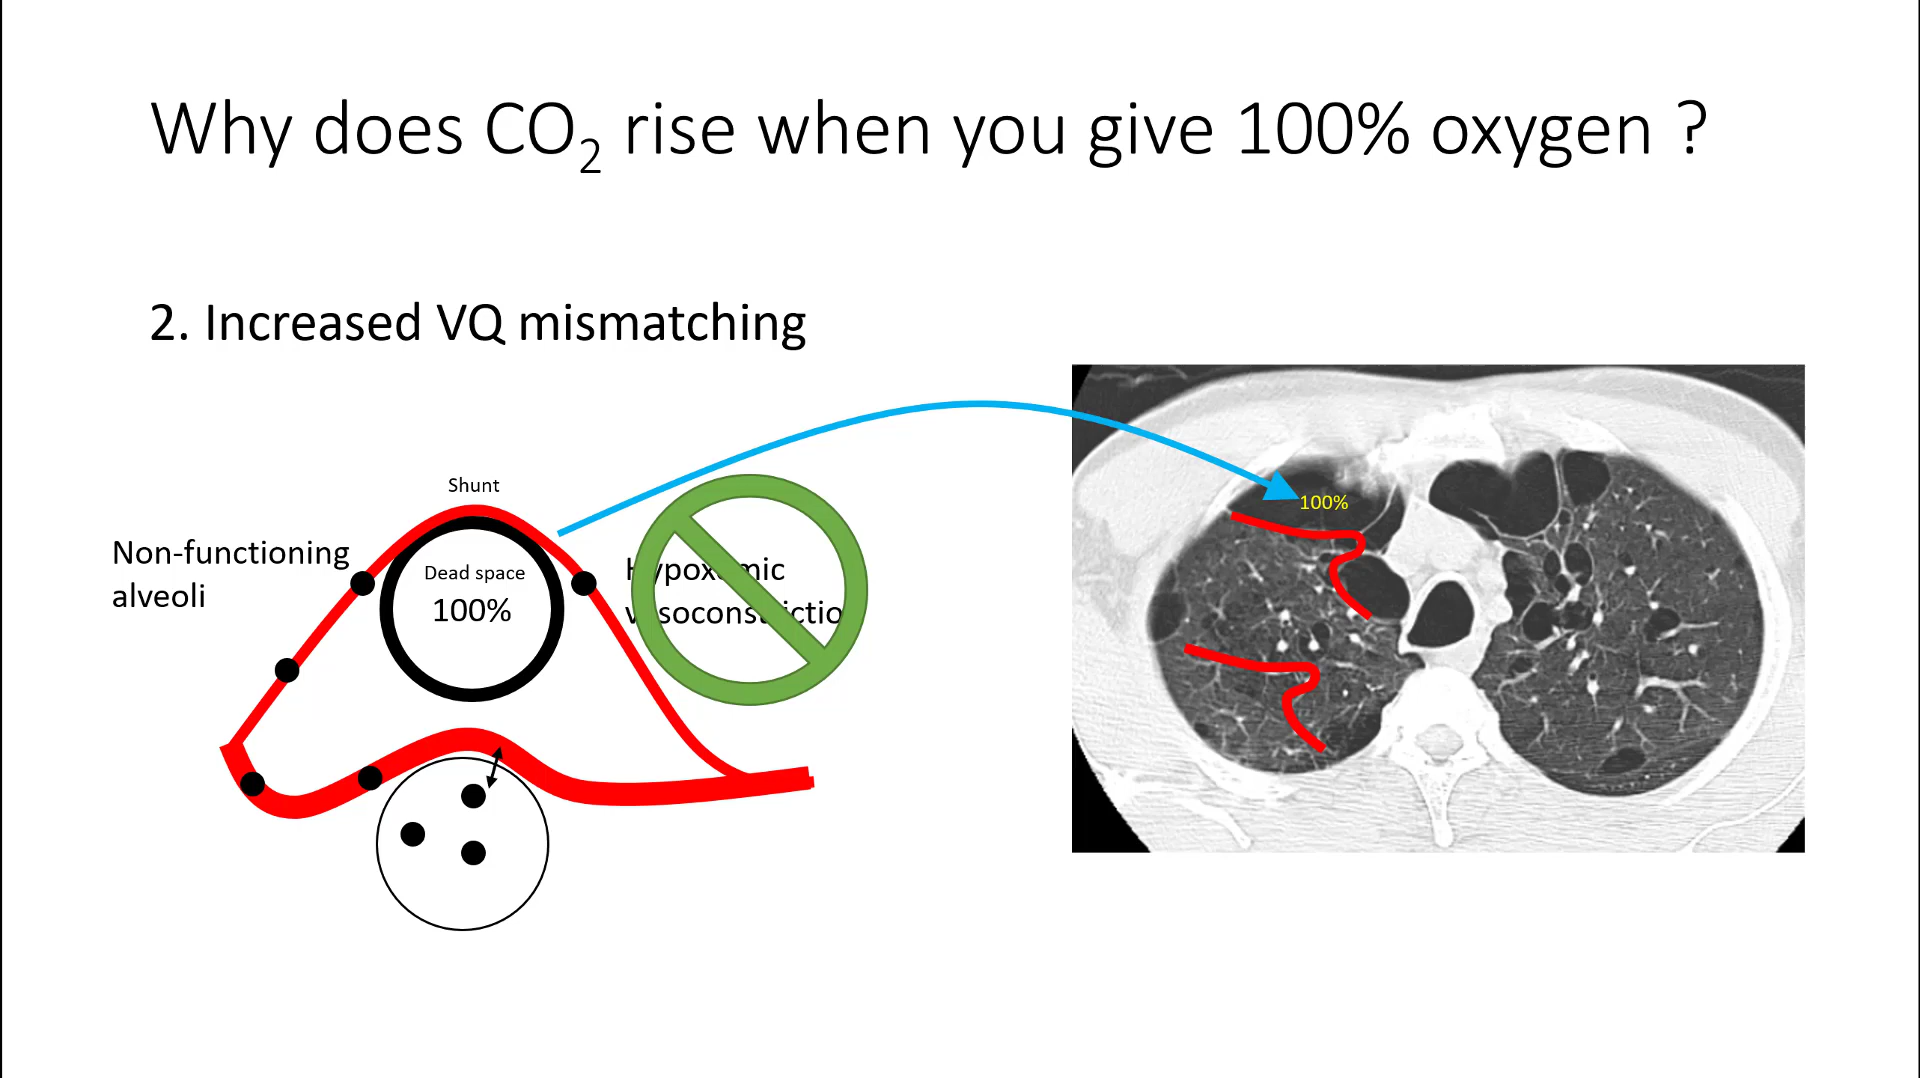 Why does CO₂ rise when you give 100% oxygen ?
2. Increased VQ mismatching
Shunt
Non-functioning
alveoli
Dead space
100%
Hypoxemic
vasoconstriction
100%